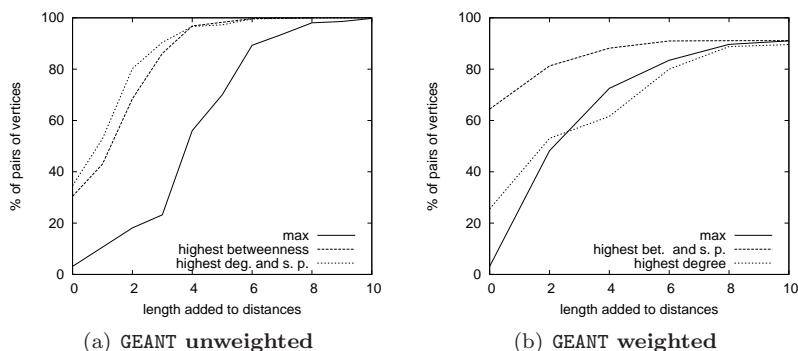 100
80
60
40
20
0
% of pairs of vertices
max
highest betweenness
highest deg. and s. p.
0 2 4 6 8 10
length added to distances
(a) GEANT unweighted
100
80
60
40
20
0
% of pairs of vertices
max
highest bet. and s. p.
highest degree
0 2 4 6 8 10
length added to distances
(b) GEANT weighted